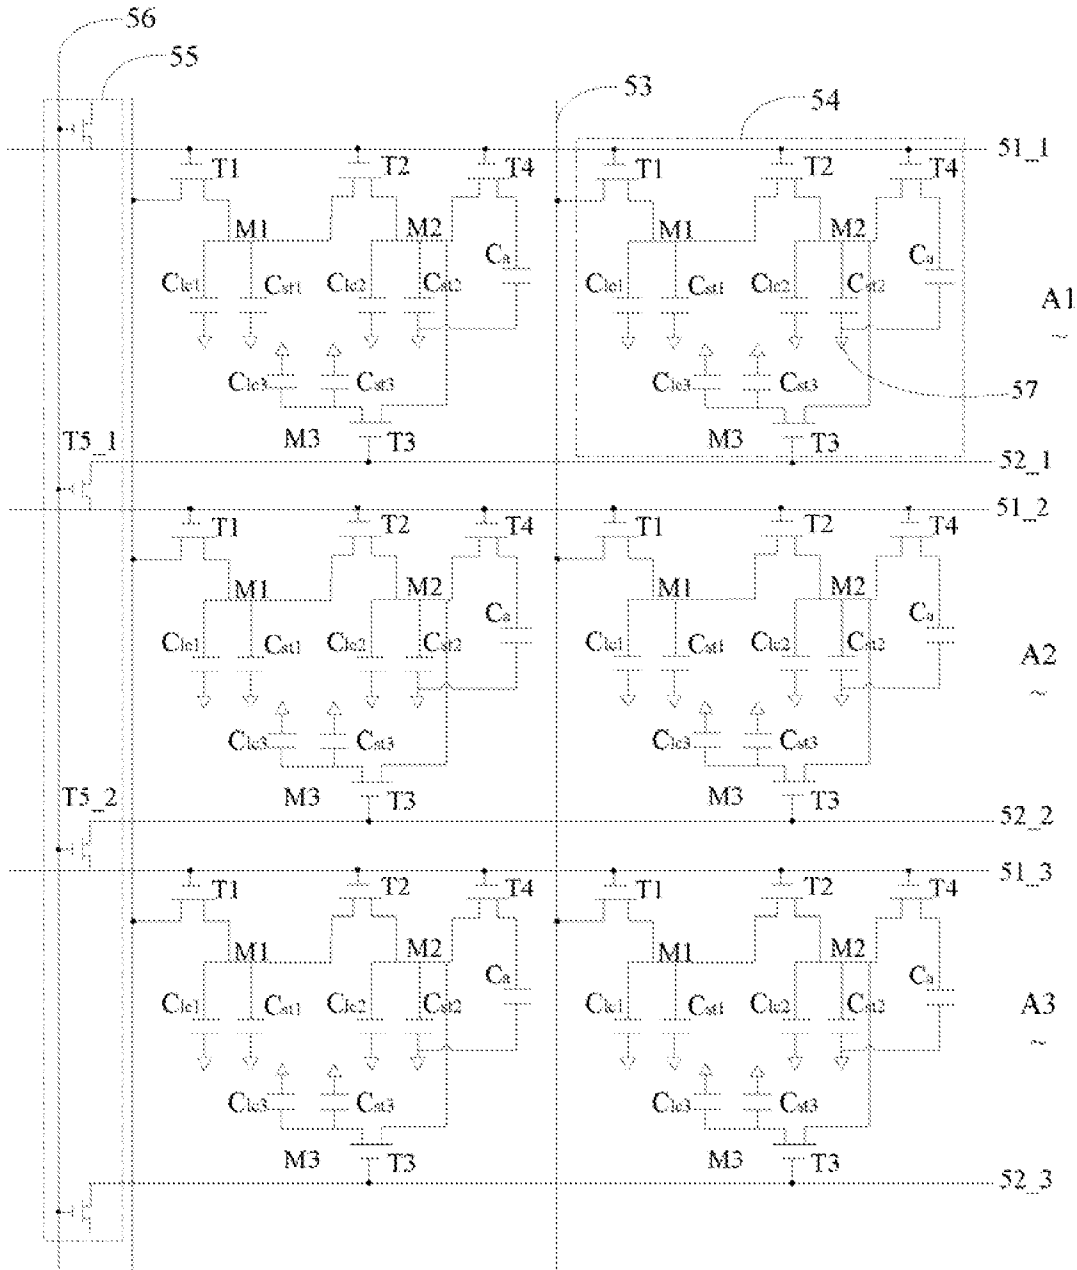 56
55
53
54
51_1
T1 T2 T4 T1 T2 T4
M1 M2 M1 M2
Ca Ca
Clc1 Cst1 Clc2 Cst2 Clc1 Cst1 Clc2 Cst2
A1
~
Clc3 Cst3 Clc3 Cst3 57
T5_1 M3 T3 M3 T3
52_1
51_2
T1 T2 T4 T1 T2 T4
M1 M2 M1 M2
Ca Ca
Clc1 Cst1 Clc2 Cst2 Clc1 Cst1 Clc2 Cst2 A2
~
Clc3 Cst3 Clc3 Cst3
T5_2 M3 T3 M3 T3
52_2
51_3
T1 T2 T4 T1 T2 T4
M1 M2 M1 M2
Ca Ca
Clc1 Cst1 Clc2 Cst2 Clc1 Cst1 Clc2 Cst2 A3
~
Clc3 Cst3 Clc3 Cst3
M3 T3 M3 T3
52_3